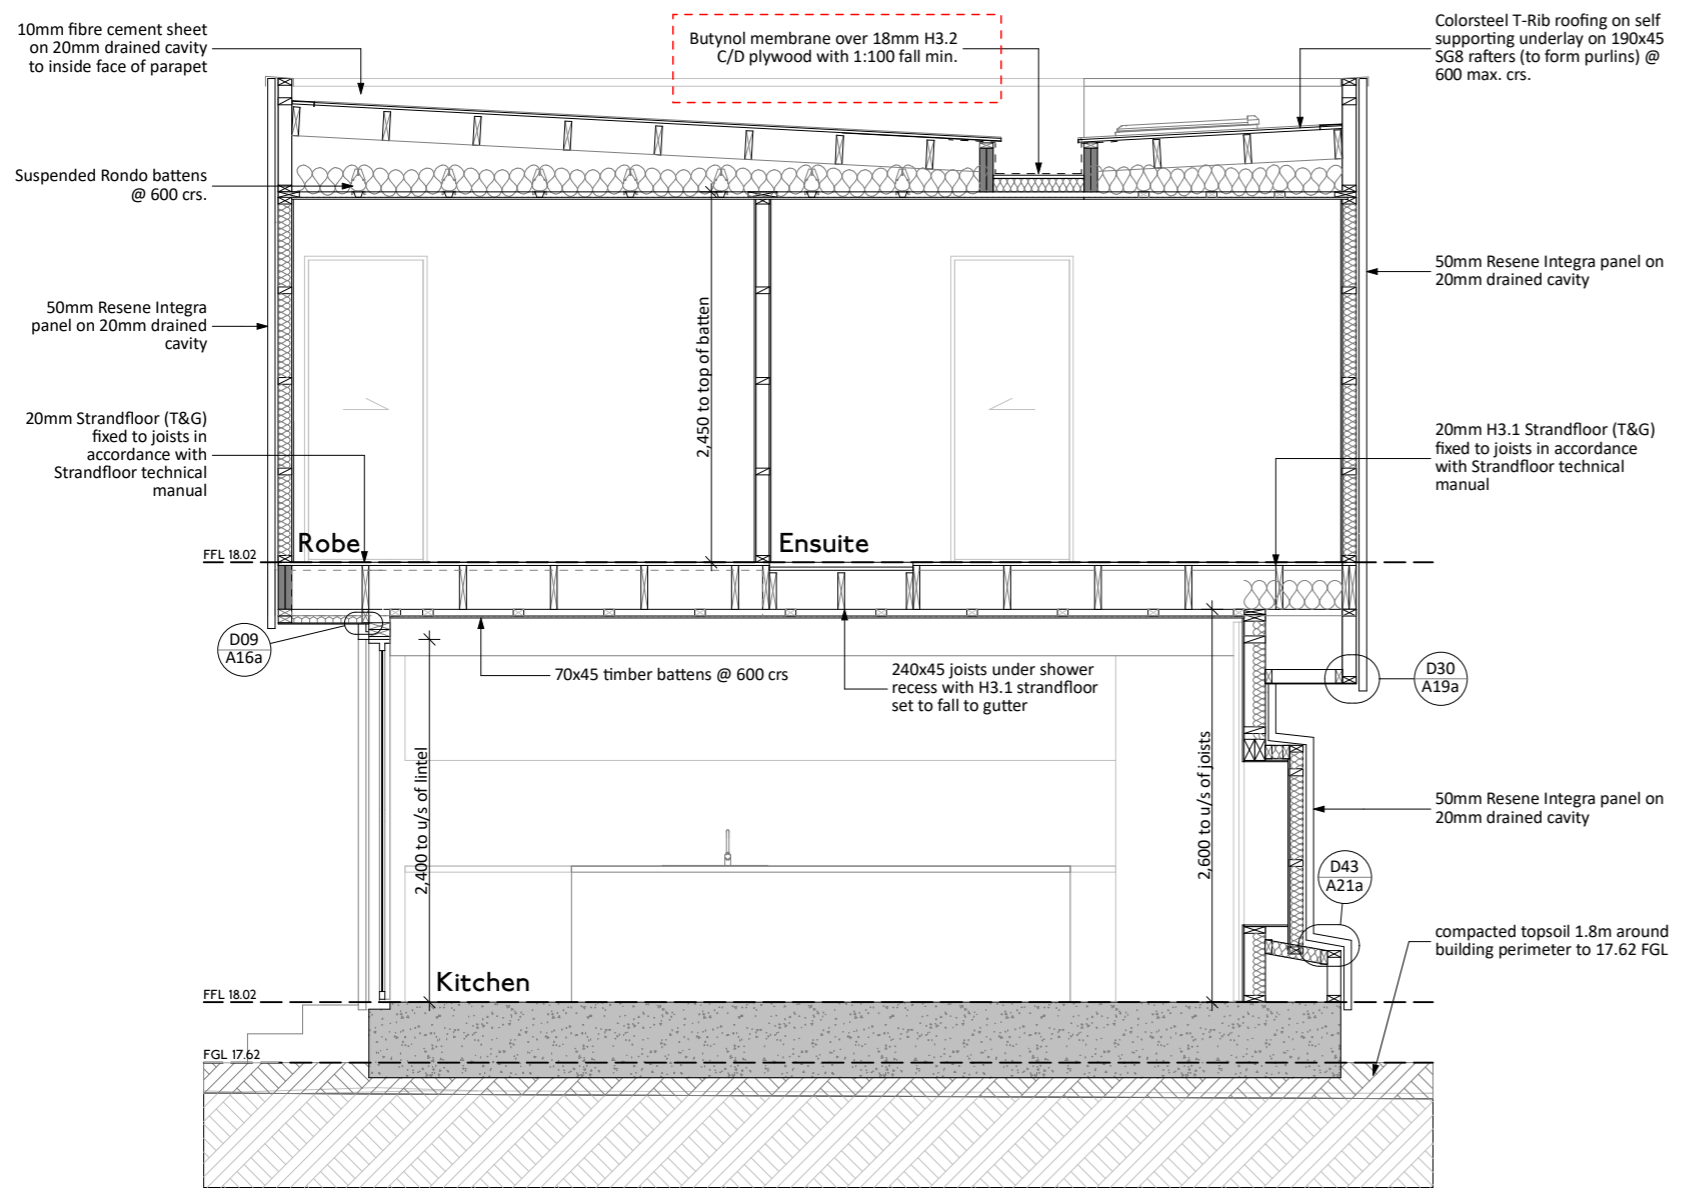 10mm fibre cement sheet
on 20mm drained cavity
to inside face of parapet
Butynol membrane over 18mm H3.2
C/D plywood with 1:100 fall min.
Colorsteel T-Rib roofing on self
supporting underlay on 190x45
SG8 rafters (to form purlins) @
600 max. crs.
Suspended Rondo battens
@ 600 crs.
50mm Resene Integra panel on
20mm drained cavity
50mm Resene Integra
panel on 20mm drained
cavity
2,450 to top of batten
20mm Strandfloor (T&G)
fixed to joists in
accordance with
Strandfloor technical
manual
20mm H3.1 Strandfloor (T&G)
fixed to joists in accordance
with Strandfloor technical
manual
Robe
Ensuite
FFL 18.02
D09
A16a
70x45 timber battens @ 600 crs
240x45 joists under shower
recess with H3.1 strandfloor
set to fall to gutter
D30
A19a
2,400 to u/s of lintel
2,600 to u/s of joists
50mm Resene Integra panel on
20mm drained cavity
D43
A21a
compacted topsoil 1.8m around
building perimeter to 17.62 FGL
Kitchen
FFL 18.02
FGL 17.62